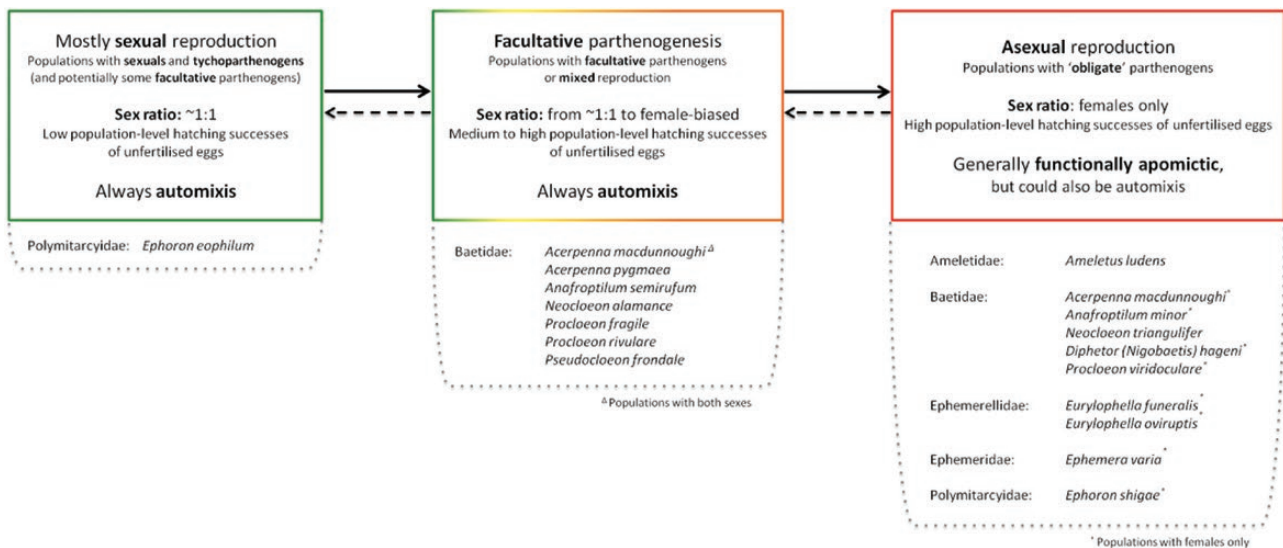 Mostly sexual reproduction
Populations with sexuals and tychoparthenogens
(and potentially some facultative parthenogens)
Sex ratio: ~1:1
Low population-level hatching successes
of unfertilised eggs
Always automixis
Polymitarcyidae: Ephoron eophilum
Facultative parthenogenesis
Populations with facultative parthenogens
or mixed reproduction
Sex ratio: from ~1:1 to female-biased
Medium to high population-level hatching successes
of unfertilised eggs
Always automixis
Baetidae: Acerpenna macdunnoughi Δ
Acerpenna pygmaea
Anafroptilum semirufum
Neocloeon alamance
Procloeon fragile
Procloeon rivulare
Pseudocloeon frondale
Δ Populations with both sexes
Asexual reproduction
Populations with ‘obligate’ parthenogens
Sex ratio: females only
High population-level hatching successes of unfertilised eggs
Generally functionally apomictic,
but could also be automixis
Ameletidae: Ameletus ludens
Baetidae: Acerpenna macdunnoughi*
Anafroptilum minor*
Neocloeon triangulifer
Diphetor (Nigobaetis) hageni*
Procloeon viridoculare*
Ephemerellidae: Eurylophella funeralis*
Eurylophella oviruptis*
Ephemeridae: Ephemera varia*
Polymitarcyidae: Ephoron shigae*
* Populations with females only